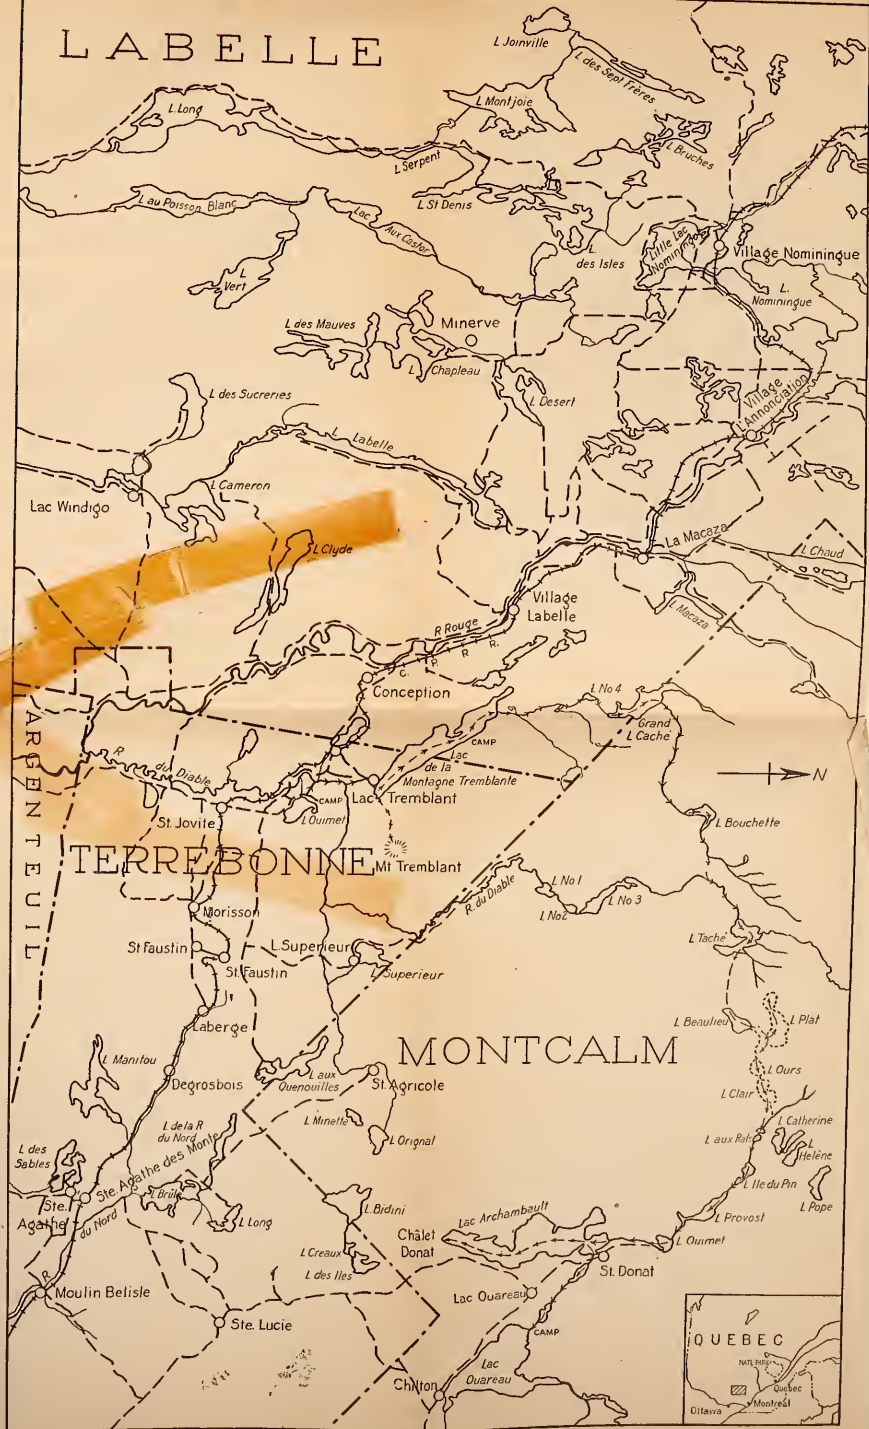 LABELLE
L Joinville
L des Sept Frères
L. Long
L Montjoie
L Bruches
L Serpent
L au Poisson Blanc
L St Denis
Lac
Aux Castor
Little Lac
Nominingo
L.
des Isles
Village Nominingue
L
Vert
L.
Nominingue
L des Mauves
Minerve
L
Chapleau
L Desert
Village
L'Annonciation
L des Sucreries
L Labelle
Lac Windigo
L Cameron
La Macaza
L Clyde
L Chaud
Village
Labelle
L Macaza
R Rouge
C. P. R R.
Conception
L No 4
Grand
L Caché
ARGENTEUIL
CAMP
Lac
de la
Montagne Tremblante
N
R du Diable
CAMP
Lac Tremblant
St. Jovite
L Ouimet
L Bouchette
TERREBONNE
Mt Tremblant
R. du Diable
L No 1
L No 3
L No 2
Morisson
St Faustin
L. Superieur
L Taché
St. Faustin
L Superieur
Laberge
L Beaulieu
L Plat
MONTCALM
L Manitou
L aux
Quenouilles
Degrosbois
St. Agricole
L Ours
L Clair
L de la R
du Nord
L Minette
L Orignal
L Catherine
L aux Rats
L
Helène
L des
Sables
Ste Agathe des Monts
L Ile du Pin
L Brûlé
Ste.
Agathe
L Pope
L Bidini
L Long
L Provost
Lac Archambault
Châlet
Donat
R du Nord
L Creaux
L Ouimet
L des Iles
St. Donat
Moulin Belisle
Lac Ouareau
Ste. Lucie
CAMP
QUEBEC
NATL PARK
Quebec
Montreal
Ottawa
Lac
Ouareau
Chilton